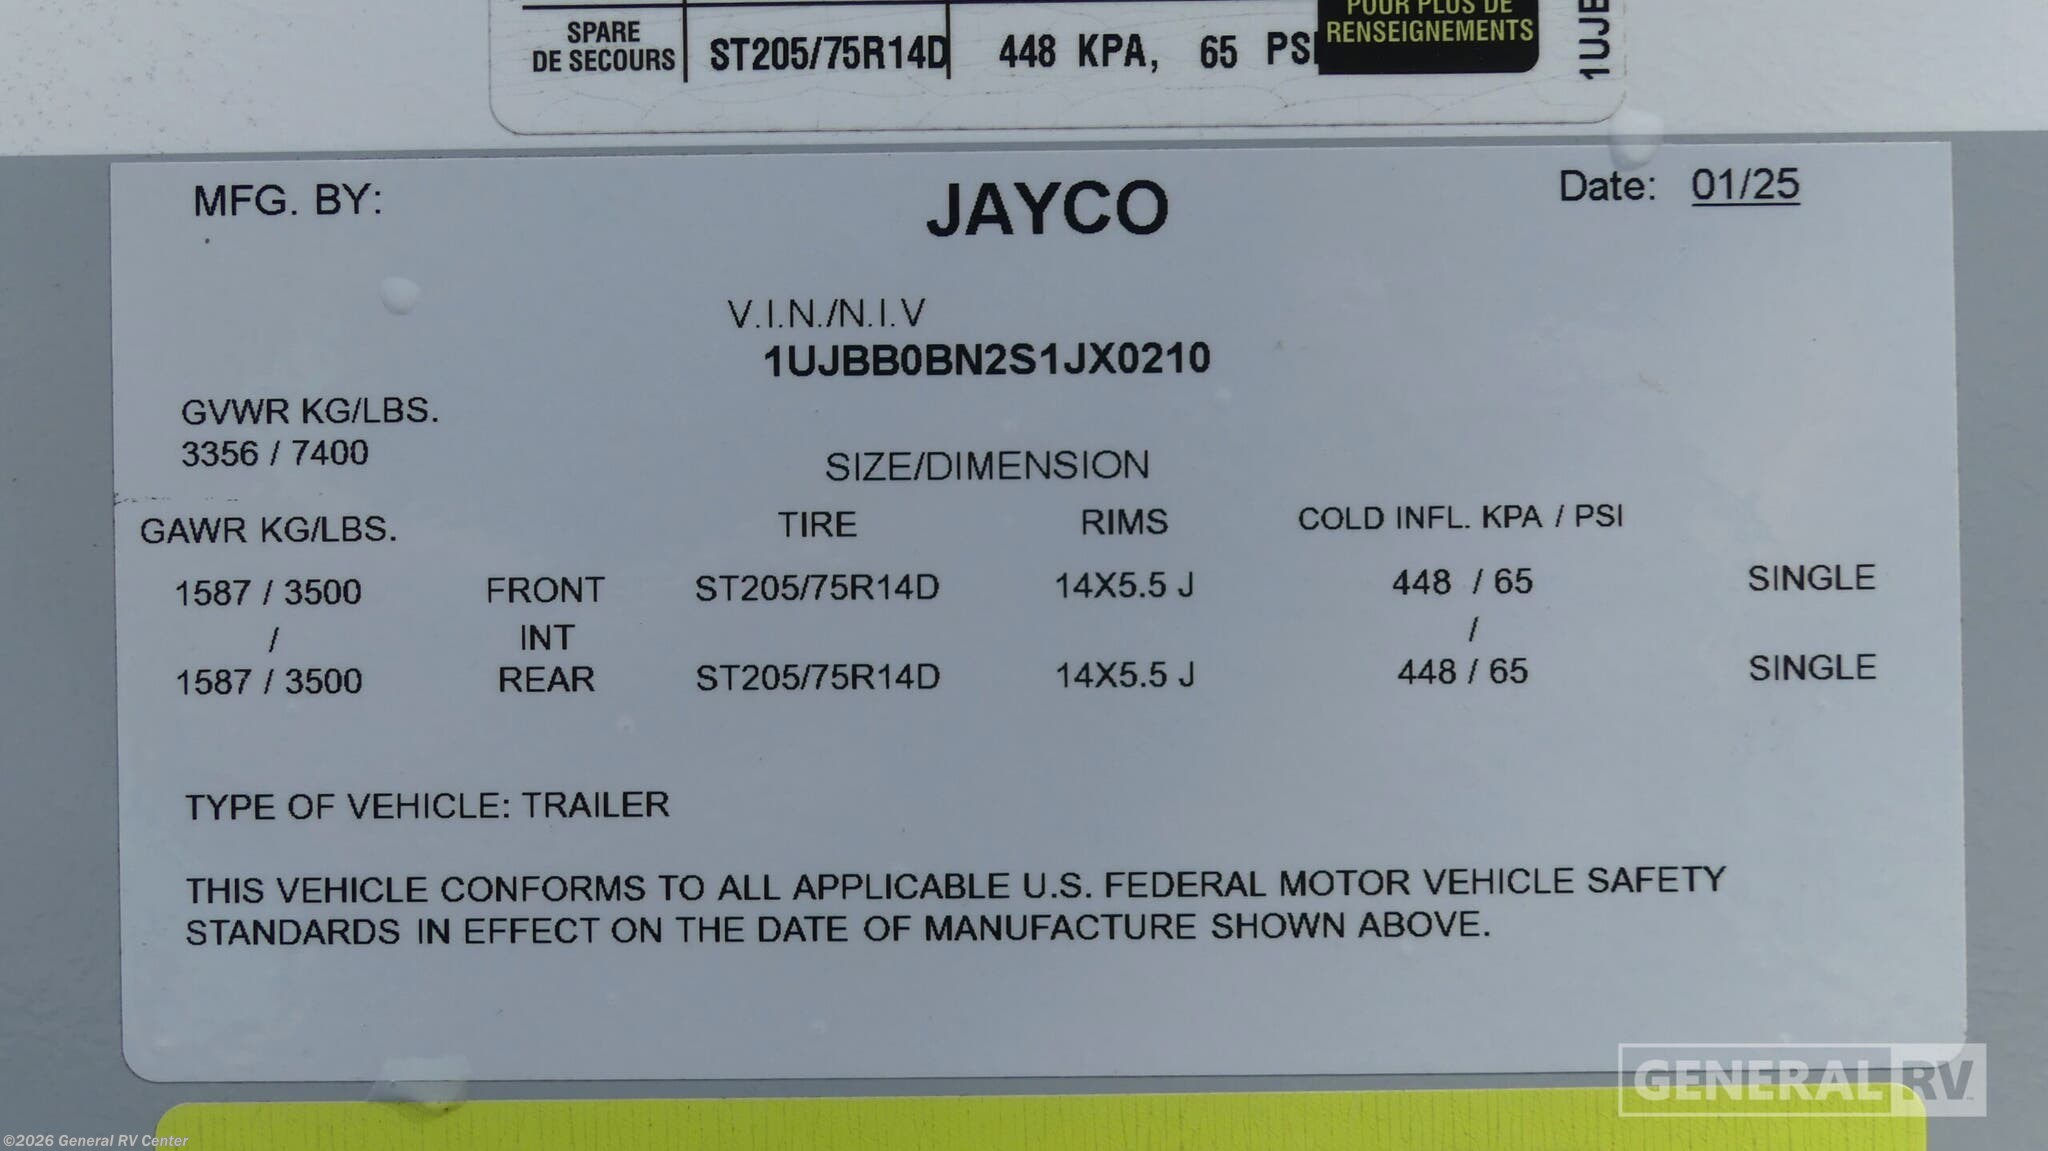 POUR PLUS DE
RENSEIGNEMENTS
SPARE
DE SECOURS
ST205/75R14D
448 KPA, 65 PSI
1UJB
MFG. BY:
JAYCO
Date: 01/25
V.I.N./N.I.V
1UJBB0BN2S1JX0210
GVWR KG/LBS.
3356 / 7400
SIZE/DIMENSION
GAWR KG/LBS. TIRE RIMS COLD INFL. KPA / PSI
1587 / 3500 FRONT ST205/75R14D 14X5.5 J 448 / 65 SINGLE
/ INT /
1587 / 3500 REAR ST205/75R14D 14X5.5 J 448 / 65 SINGLE
TYPE OF VEHICLE: TRAILER
THIS VEHICLE CONFORMS TO ALL APPLICABLE U.S. FEDERAL MOTOR VEHICLE SAFETY
STANDARDS IN EFFECT ON THE DATE OF MANUFACTURE SHOWN ABOVE.
GENERAL RV
©2026 General RV Center